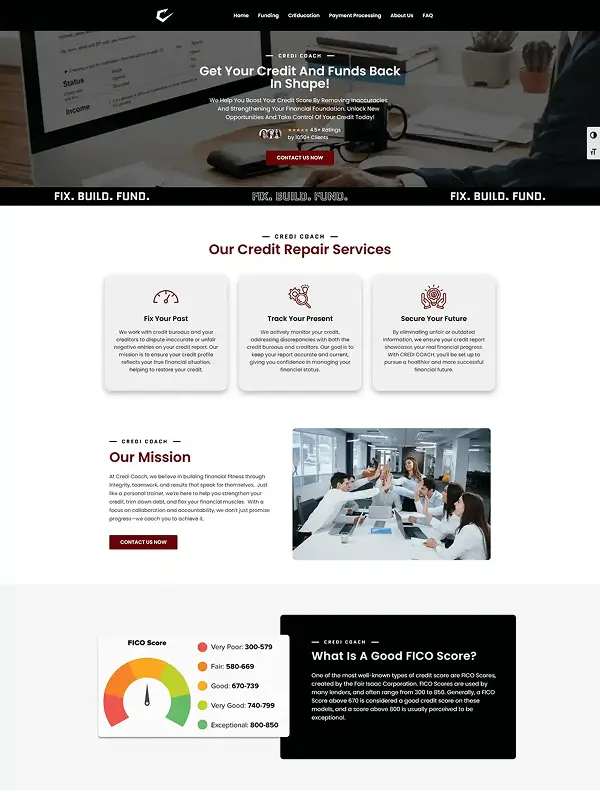 Home Funding CrEducation Payment Processing About Us FAQ
CREDI COACH
Get Your Credit And Funds Back
In Shape!
We Help You Boost Your Credit Score By Removing Inaccuracies
And Strengthening Your Financial Foundation. Unlock New
Opportunities And Take Control Of Your Credit Today!
★★★★★ 4.5+ Ratings
by 1050+ Clients
CONTACT US NOW
Status
Income
FIX. BUILD. FUND. FIX. BUILD. FUND. FIX. BUILD. FUND.
CREDI COACH
Our Credit Repair Services
Fix Your Past
We work with credit bureaus and your
creditors to dispute inaccurate or unfair
negative entries on your credit report. Our
mission is to ensure your credit profile
reflects your true financial situation,
helping to restore your credit.
Track Your Present
We actively monitor your credit,
addressing discrepancies with both the
credit bureaus and creditors. Our goal is to
keep your report accurate and current,
giving you confidence in managing your
financial status.
Secure Your Future
By eliminating unfair or outdated
information, we ensure your credit report
showcases your real financial progress.
With CREDI COACH, you'll be set up to
pursue a healthier and more successful
financial future.
CREDI COACH
Our Mission
At Credi Coach, we believe in building financial fitness through
integrity, teamwork, and results that speak for themselves. Just
like a personal trainer, we're here to help you strengthen your
credit, trim down debt, and flex your financial muscles. With a
focus on collaboration and accountability, we don't just promise
progress—we coach you to achieve it.
CONTACT US NOW
FICO Score
Very Poor: 300-579
Fair: 580-669
Good: 670-739
Very Good: 740-799
Exceptional: 800-850
CREDI COACH
What Is A Good FICO Score?
One of the most well-known types of credit score are FICO Scores,
created by the Fair Isaac Corporation. FICO Scores are used by
many lenders, and often range from 300 to 850. Generally, a FICO
Score above 670 is considered a good credit score on these
models, and a score above 800 is usually perceived to be
exceptional.